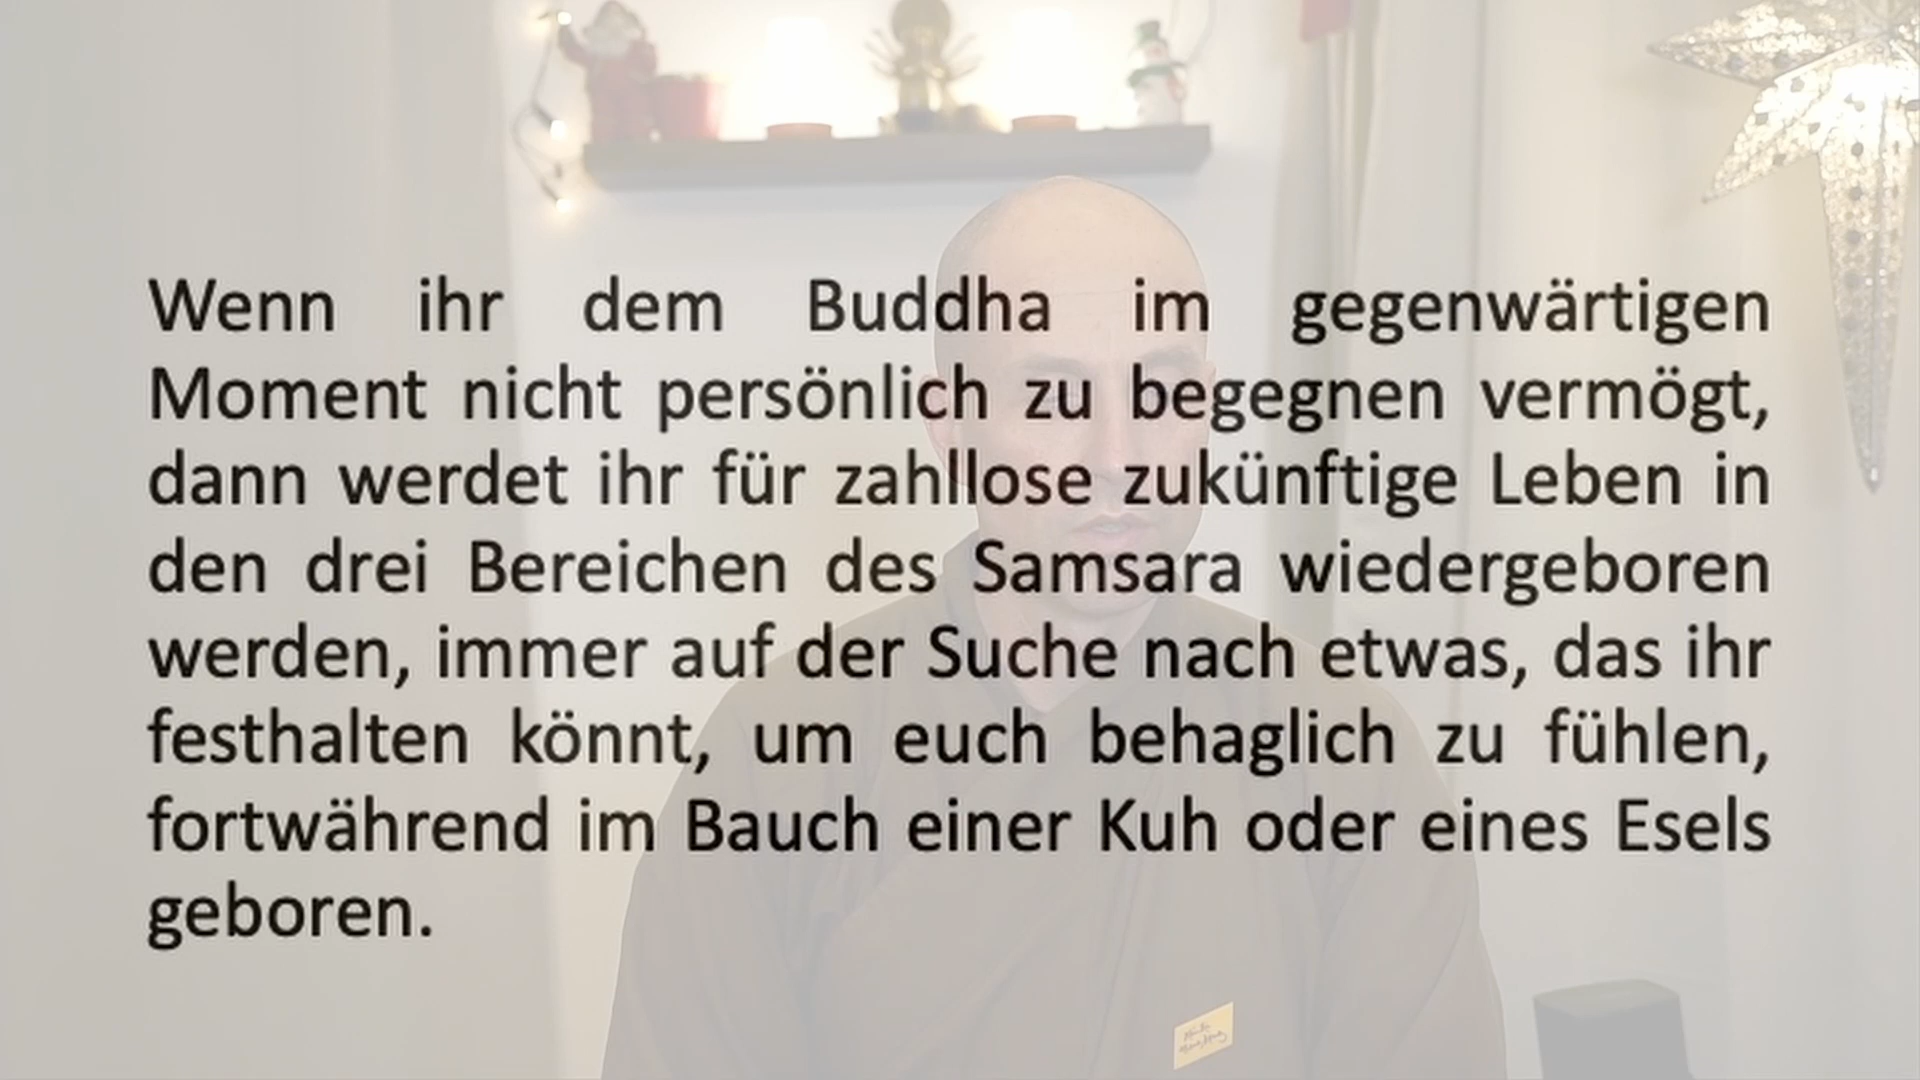 Wenn ihr dem Buddha im gegenwärtigen
Moment nicht persönlich zu begegnen vermögt,
dann werdet ihr für zahllose zukünftige Leben in
den drei Bereichen des Samsara wiedergeboren
werden, immer auf der Suche nach etwas, das ihr
festhalten könnt, um euch behaglich zu fühlen,
fortwährend im Bauch einer Kuh oder eines Esels
geboren.